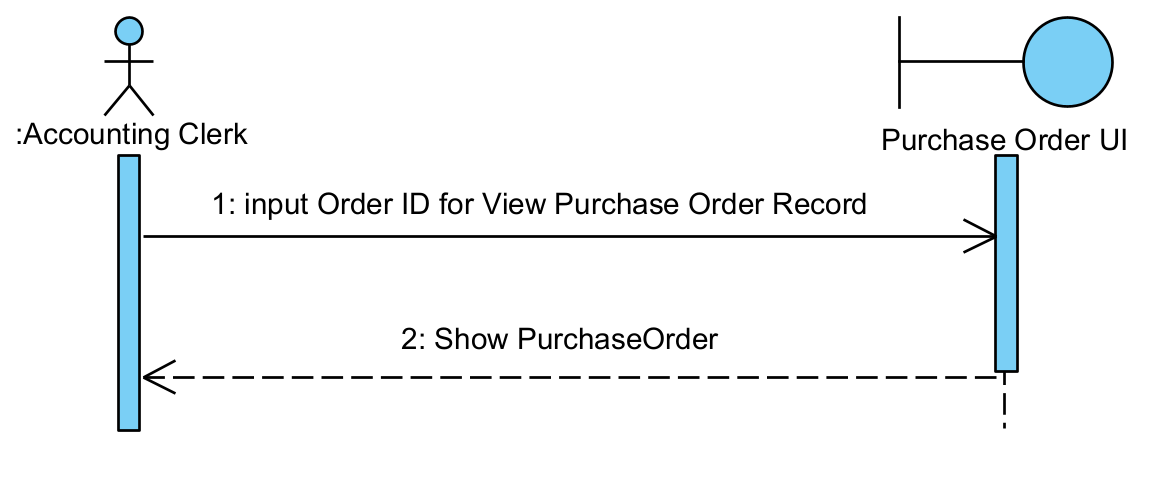 :Accounting Clerk
Purchase Order UI
1: input Order ID for View Purchase Order Record
2: Show PurchaseOrder